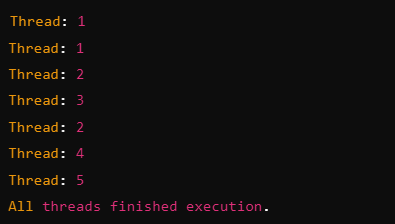 Thread: 1
Thread: 1
Thread: 2
Thread: 3
Thread: 2
Thread: 4
Thread: 5
All threads finished execution.